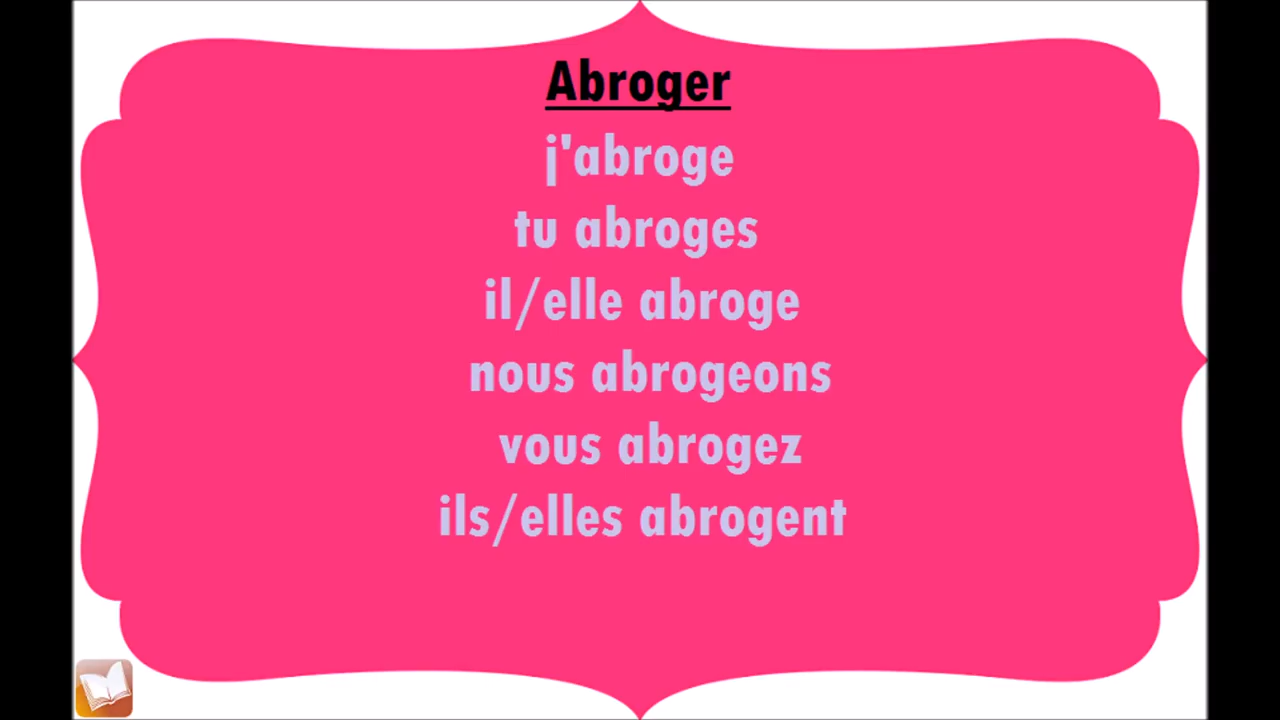 Abroger
j'abroge
tu abroges
il/elle abroge
nous abrogeons
vous abrogez
ils/elles abrogent